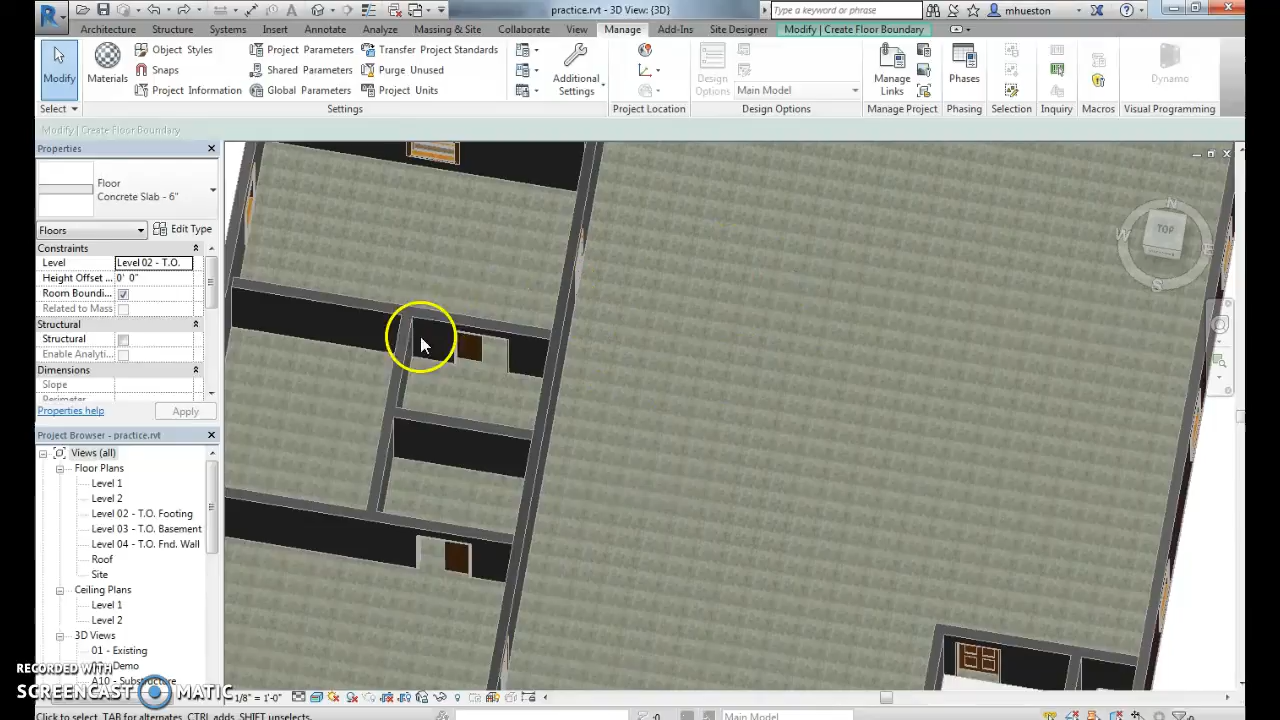 practice.rvt - 3D View: {3D}
Type a keyword or phrase
mhueston
Architecture Structure Systems Insert Annotate Analyze Massing & Site Collaborate View Manage Add-Ins Site Designer Modify | Create Floor Boundary
Modify
Materials
Object Styles
Snaps
Project Information
Project Parameters
Shared Parameters
Global Parameters
Transfer Project Standards
Purge Unused
Project Units
Additional Settings
Design Options
Main Model
Manage Links
Phases
Dynamo
Select Settings Project Location Design Options Manage Project Phasing Selection Inquiry Macros Visual Programming
Modify | Create Floor Boundary
Properties
Floor
Concrete Slab - 6"
Floors
Edit Type
Constraints
Level Level 02 - T.O.
Height Offset ... 0' 0"
Room Boundi...
Related to Mass
Structural
Structural
Enable Analyti...
Dimensions
Slope
Perimeter
Properties help Apply
Project Browser - practice.rvt
Views (all)
Floor Plans
Level 1
Level 2
Level 02 - T.O. Footing
Level 03 - T.O. Basement
Level 04 - T.O. Fnd. Wall
Roof
Site
Ceiling Plans
Level 1
Level 2
3D Views
01 - Existing
Demo
A10 - Substructure
TOP
N
W
E
S
RECORDED WITH
SCREENCAST MATIC
1/8" = 1'-0"
Click to select, TAB for alternates, CTRL adds, SHIFT unselects.
:0
Main Model